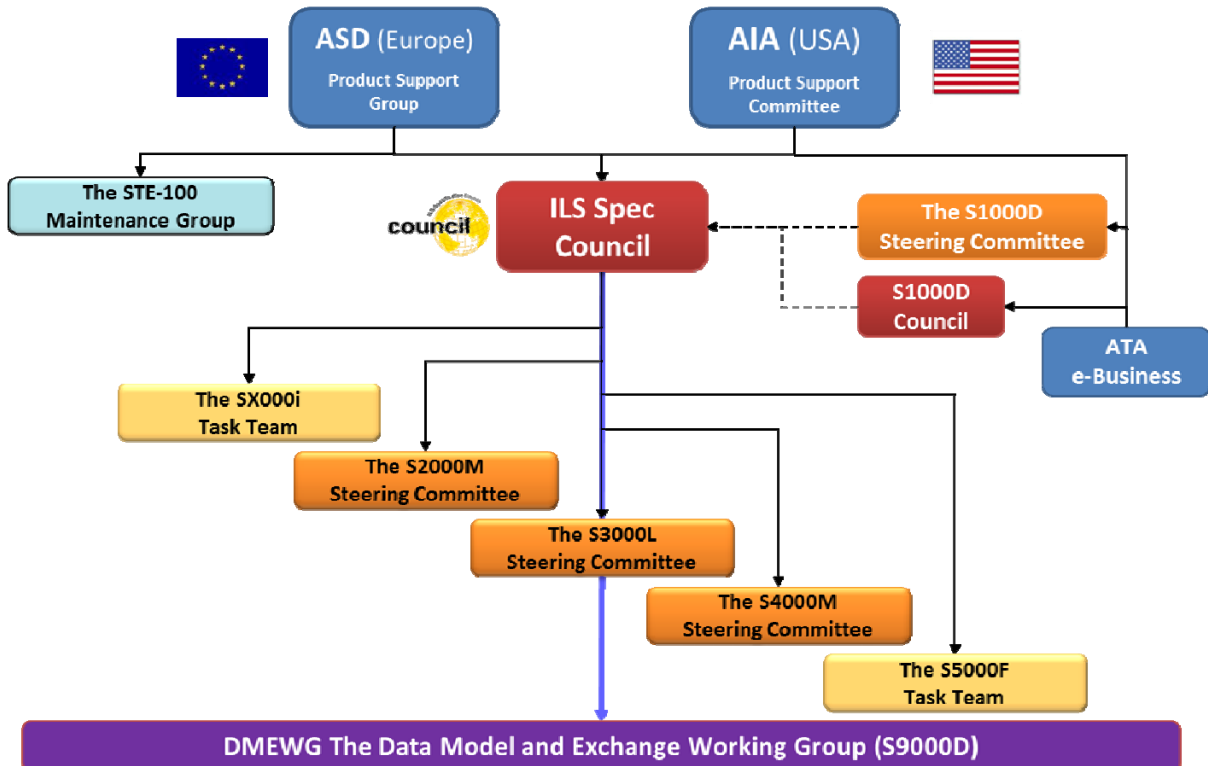 ASD (Europe)
Product Support
Group
AIA (USA)
Product Support
Committee
The STE-100
Maintenance Group
council
ILS Spec
Council
The S1000D
Steering Committee
S1000D
Council
ATA
e-Business
The SX000i
Task Team
The S2000M
Steering Committee
The S3000L
Steering Committee
The S4000M
Steering Committee
The S5000F
Task Team
DMEWG The Data Model and Exchange Working Group (S9000D)